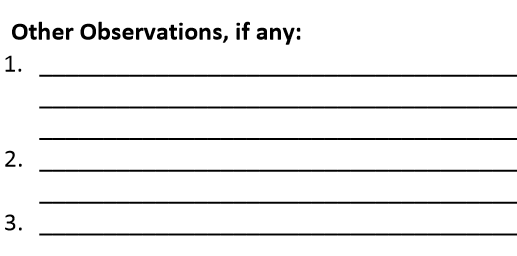 Other Observations, if any:
1.
2.
3.